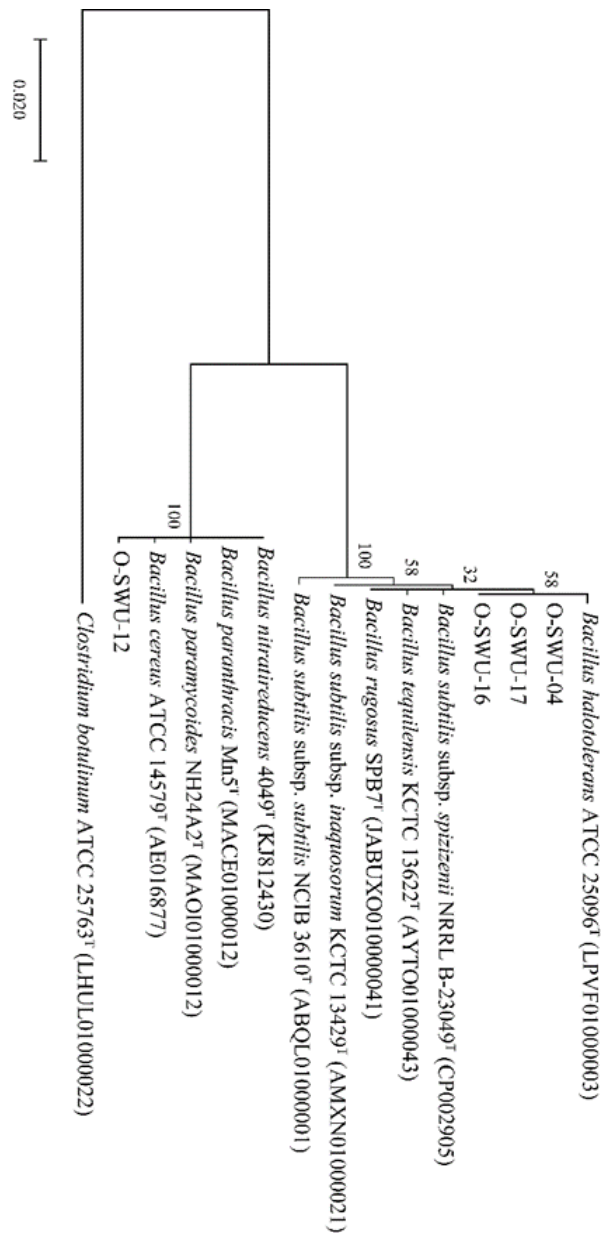 58
Bacillus halotolerans ATCC 25096ᵀ (LPVF01000003)
O-SWU-04
O-SWU-17
O-SWU-16
32
Bacillus subtilis subsp. spizizenii NRRL B-23049ᵀ (CP002905)
58
Bacillus tequilensis KCTC 13622ᵀ (AYTO01000043)
Bacillus rugosus SPB7ᵀ (JABUXO010000041)
100
Bacillus subtilis subsp. inaquosorum KCTC 13429ᵀ (AMXN01000021)
Bacillus subtilis subsp. subtilis NCIB 3610ᵀ (ABQL01000001)
Bacillus nitratireducens 4049ᵀ (KJ812430)
Bacillus paranthracis Mn5ᵀ (MACE01000012)
100
Bacillus paramycoides NH24A2ᵀ (MAOI01000012)
Bacillus cereus ATCC 14579ᵀ (AE016877)
O-SWU-12
Clostridium botulinum ATCC 25763ᵀ (LHUL01000022)
0.020